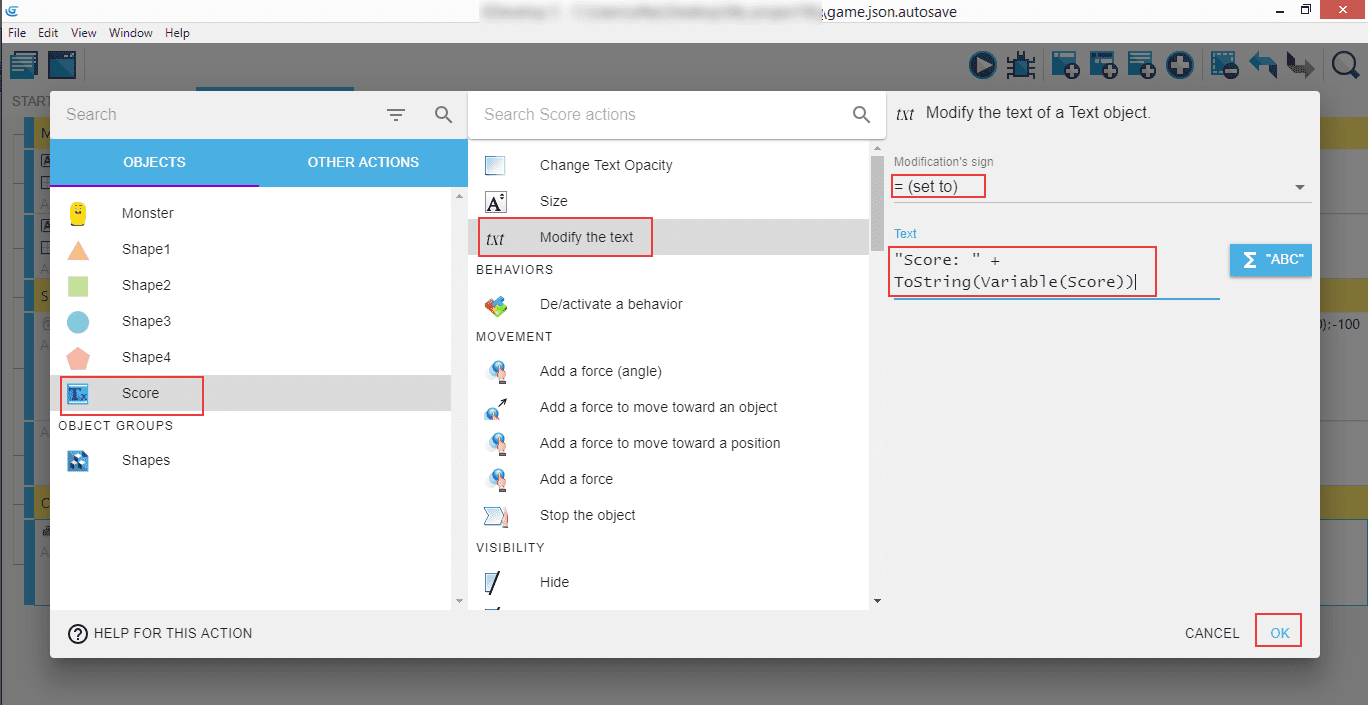 \game.json.autosave
File Edit View Window Help
START
Search
Search Score actions
txt Modify the text of a Text object.
OBJECTS
OTHER ACTIONS
Monster
Shape1
Shape2
Shape3
Shape4
Score
OBJECT GROUPS
Shapes
Change Text Opacity
A Size
txt Modify the text
BEHAVIORS
De/activate a behavior
MOVEMENT
Add a force (angle)
Add a force to move toward an object
Add a force to move toward a position
Add a force
Stop the object
VISIBILITY
Hide
Modification's sign
= (set to)
Text
"Score: " +
ToString(Variable(Score))
Σ "ABC"
);-100
? HELP FOR THIS ACTION
CANCEL
OK